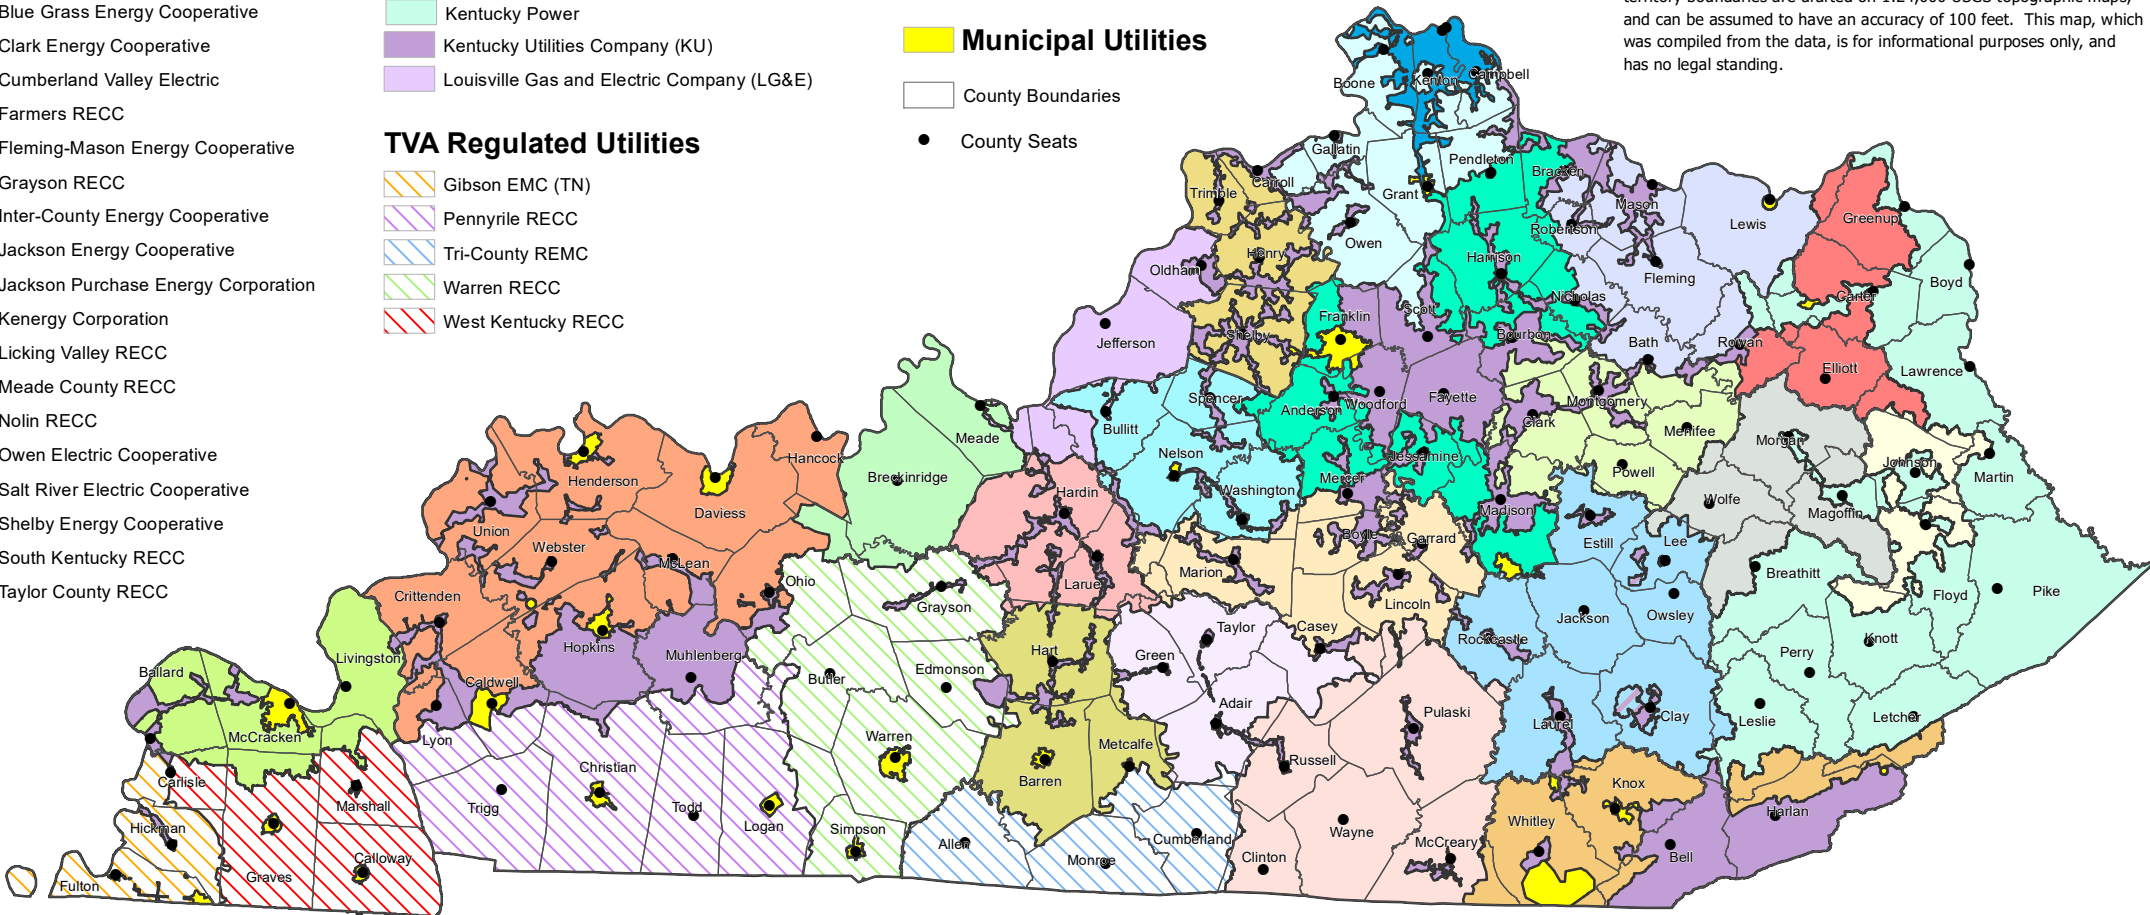 Blue Grass Energy Cooperative
Clark Energy Cooperative
Cumberland Valley Electric
Farmers RECC
Fleming-Mason Energy Cooperative
Grayson RECC
Inter-County Energy Cooperative
Jackson Energy Cooperative
Jackson Purchase Energy Corporation
Kenergy Corporation
Licking Valley RECC
Meade County RECC
Nolin RECC
Owen Electric Cooperative
Salt River Electric Cooperative
Shelby Energy Cooperative
South Kentucky RECC
Taylor County RECC
Kentucky Power
Kentucky Utilities Company (KU)
Louisville Gas and Electric Company (LG&E)
TVA Regulated Utilities
Gibson EMC (TN)
Pennyrile RECC
Tri-County REMC
Warren RECC
West Kentucky RECC
Municipal Utilities
County Boundaries
County Seats
territory boundaries are drafted on 1:24,000 USGS topographic maps,
and can be assumed to have an accuracy of 100 feet. This map, which
was compiled from the data, is for informational purposes only, and
has no legal standing.
Boone
Kenton
Campbell
Gallatin
Pendleton
Carroll
Grant
Bracken
Trimble
Mason
Lewis
Greenup
Robertson
Owen
Henry
Harrison
Fleming
Oldham
Boyd
Nicholas
Carter
Scott
Franklin
Shelby
Bourbon
Jefferson
Bath
Rowan
Elliott
Lawrence
Spencer
Anderson
Woodford
Fayette
Montgomery
Clark
Bullitt
Menifee
Morgan
Meade
Hancock
Nelson
Jessamine
Powell
Johnson
Martin
Breckinridge
Henderson
Mercer
Washington
Hardin
Wolfe
Magoffin
Daviess
Madison
Union
Boyle
Garrard
Estill
Lee
Webster
McLean
Marion
Breathitt
Ohio
Larue
Floyd
Pike
Crittenden
Grayson
Lincoln
Owsley
Jackson
Taylor
Casey
Rockcastle
Knott
Hopkins
Muhlenberg
Hart
Green
Livingston
Perry
Ballard
Edmonson
Butler
Caldwell
Adair
Pulaski
Laurel
Clay
Leslie
Letcher
McCracken
Lyon
Warren
Metcalfe
Russell
Carlisle
Christian
Barren
Knox
Marshall
Trigg
Todd
Logan
Harlan
Hickman
Simpson
Allen
Cumberland
Wayne
Whitley
McCreary
Calloway
Monroe
Clinton
Bell
Fulton
Graves